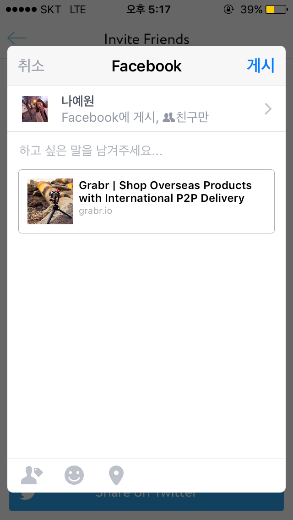 SKT LTE 오후 5:17 39%
Invite Friends
취소 Facebook 게시
나예원
Facebook에 게시, 친구만
하고 싶은 말을 남겨주세요...
Grabr | Shop Overseas Products
with International P2P Delivery
grabr.io
Share on Twitter